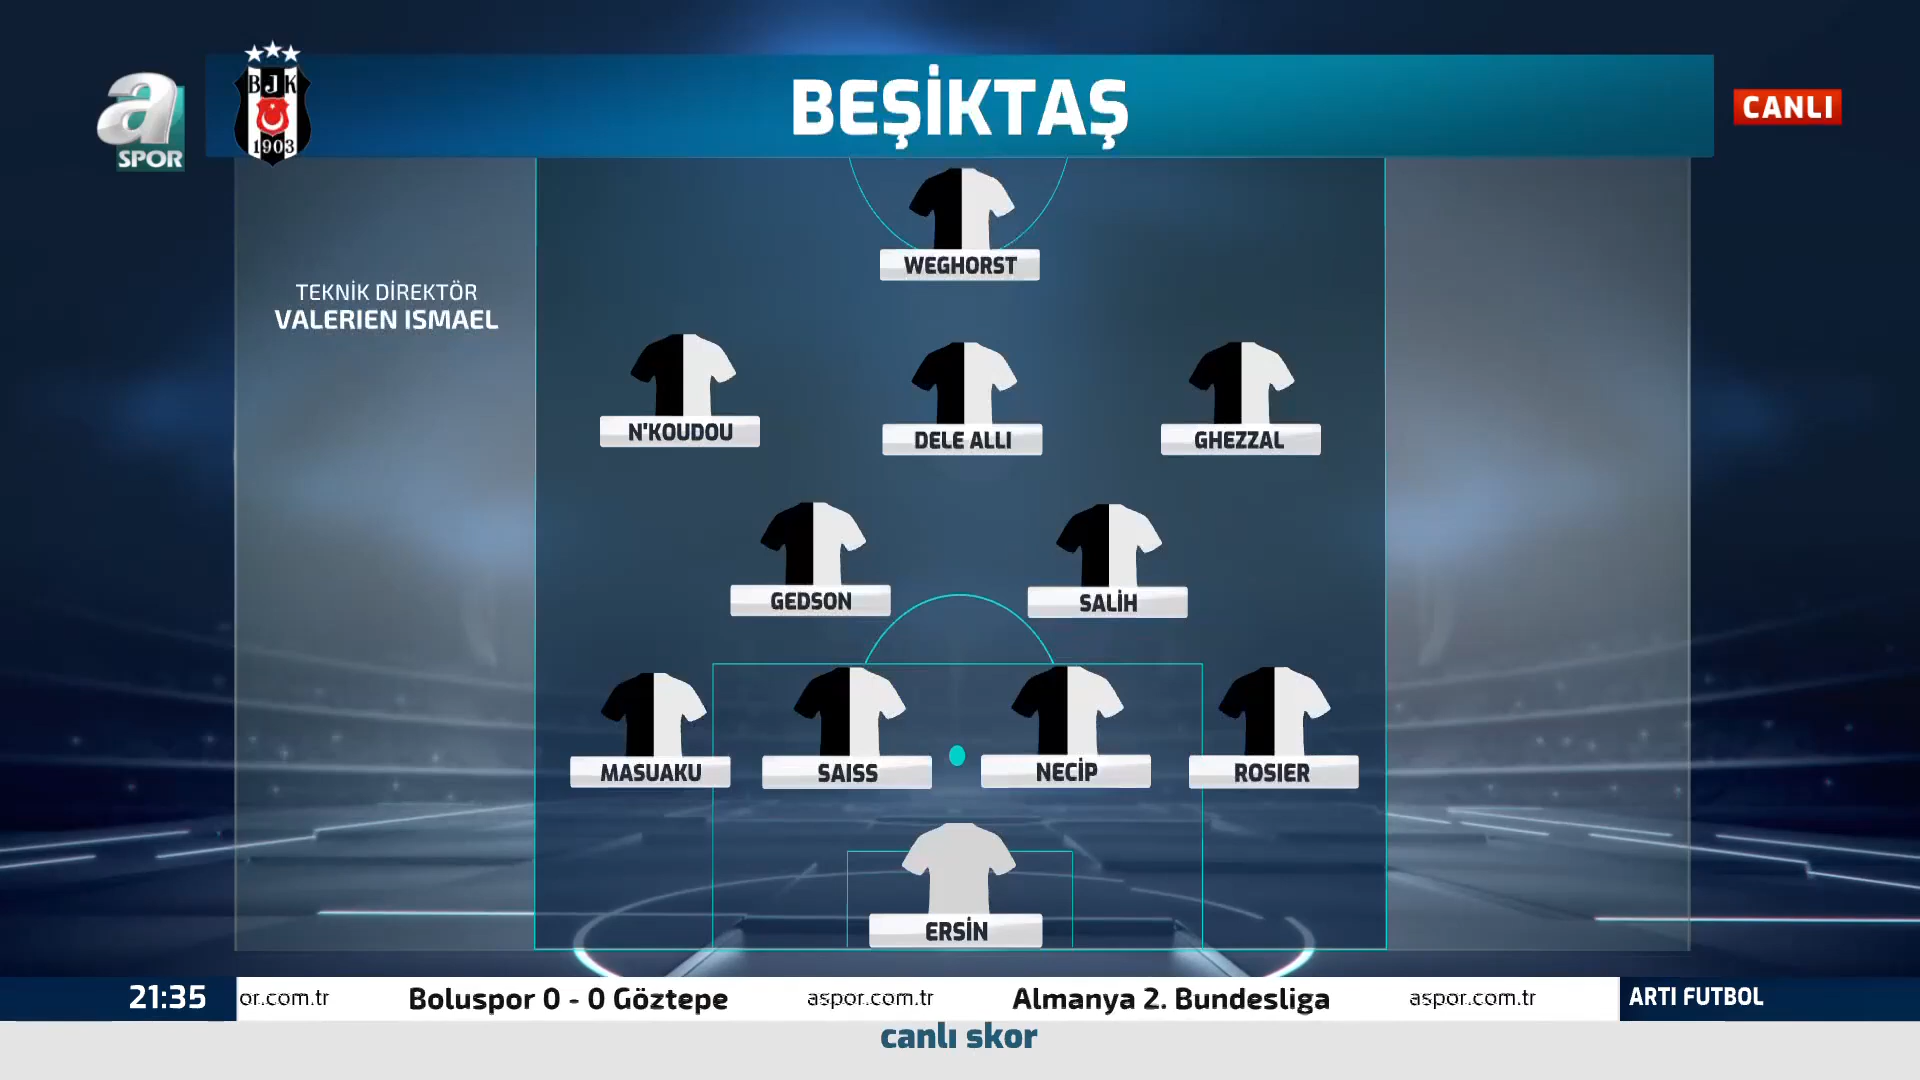 BJK
1903
BEŞİKTAŞ
a
SPOR
CANLI
WEGHORST
TEKNİK DİREKTÖR
VALERIEN ISMAEL
N'KOUDOU
DELE ALLI
GHEZZAL
GEDSON
SALİH
MASUAKU
SAISS
NECİP
ROSIER
ERSİN
21:35
or.com.tr
Boluspor 0 - 0 Göztepe
aspor.com.tr
Almanya 2. Bundesliga
aspor.com.tr
ARTI FUTBOL
canlı skor